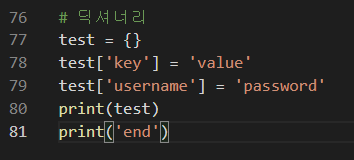 76 # 딕셔너리
77 test = {}
78 test['key'] = 'value'
79 test['username'] = 'password'
80 print(test)
81 print('end')